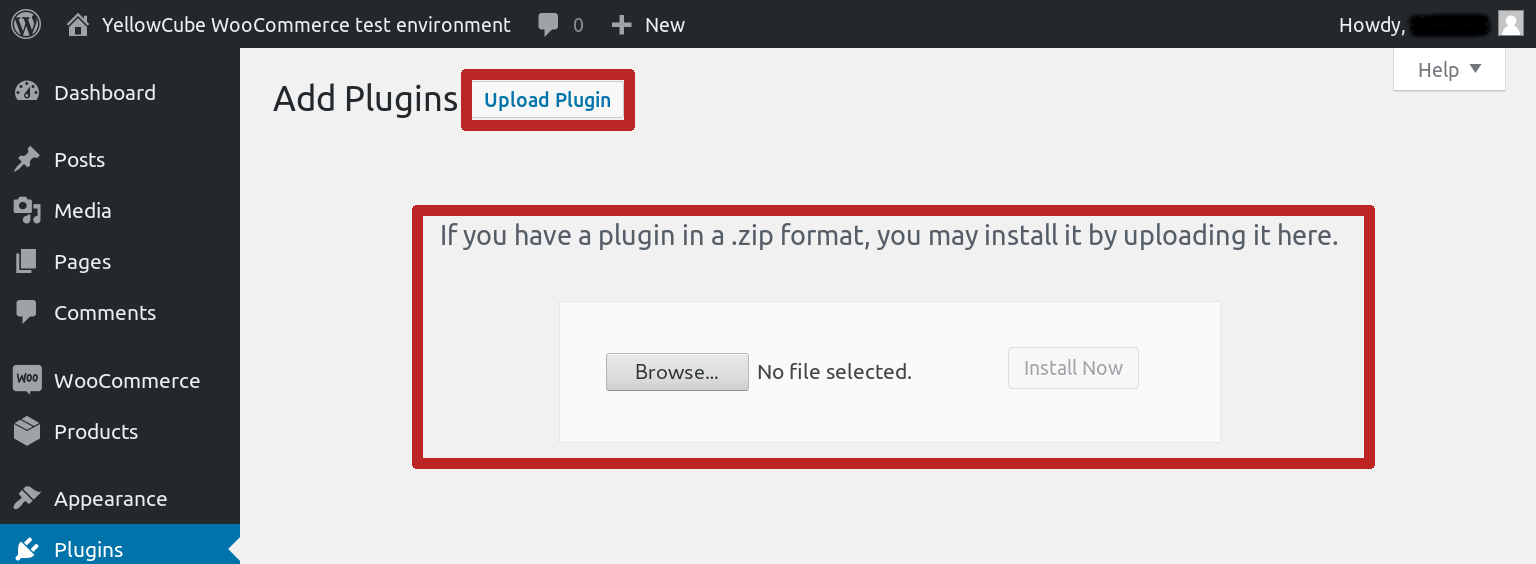 YellowCube WooCommerce test environment 0 New Howdy,
Help
Add Plugins Upload Plugin
Dashboard
Posts
Media
Pages
Comments
WooCommerce
Products
Appearance
Plugins
If you have a plugin in a .zip format, you may install it by uploading it here.
Browse... No file selected. Install Now